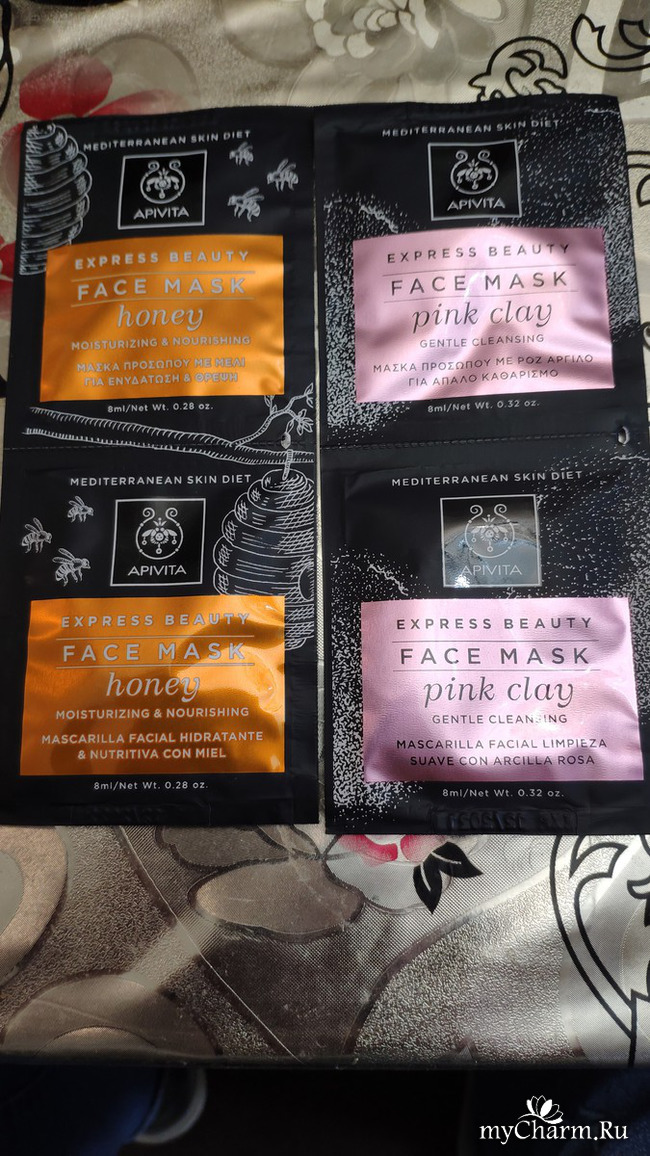 MEDITERRANEAN SKIN DIET
APIVITA
EXPRESS BEAUTY
FACE MASK
honey
MOISTURIZING & NOURISHING
ΜΑΣΚΑ ΠΡΟΣΩΠΟΥ ΜΕ ΜΕΛΙ
ΓΙΑ ΕΝΥΔΑΤΩΣΗ & ΘΡΕΨΗ
8ml/Net Wt. 0.28 oz.
MEDITERRANEAN SKIN DIET
APIVITA
EXPRESS BEAUTY
FACE MASK
pink clay
GENTLE CLEANSING
ΜΑΣΚΑ ΠΡΟΣΩΠΟΥ ΜΕ ΡΟΖ ΑΡΓΙΛΟ
ΓΙΑ ΑΠΑΛΟ ΚΑΘΑΡΙΣΜΟ
8ml/Net Wt. 0.32 oz.
MEDITERRANEAN SKIN DIET
APIVITA
EXPRESS BEAUTY
FACE MASK
honey
MOISTURIZING & NOURISHING
MASCARILLA FACIAL HIDRATANTE
& NUTRITIVA CON MIEL
8ml/Net Wt. 0.28 oz.
MEDITERRANEAN SKIN DIET
APIVITA
EXPRESS BEAUTY
FACE MASK
pink clay
GENTLE CLEANSING
MASCARILLA FACIAL LIMPIEZA
SUAVE CON ARCILLA ROSA
8ml/Net Wt. 0.32 oz.
myCharm.Ru